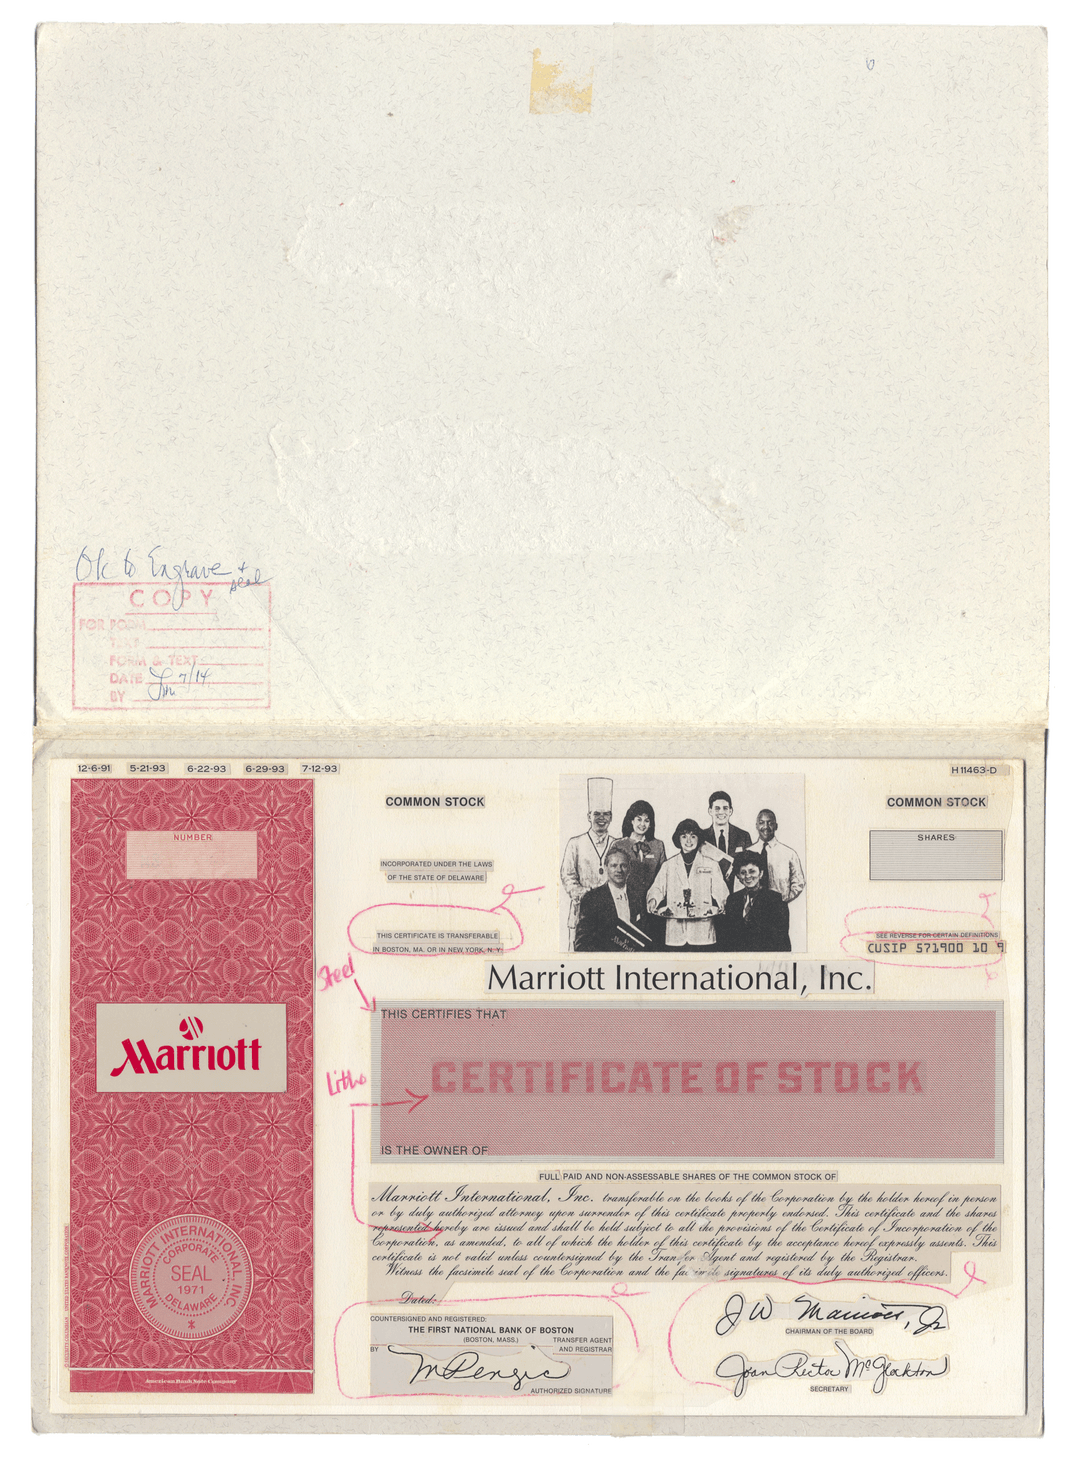 6
Ok to Engrave +
seal
COPY
FOR FORM
TEXT
FORM & TEXT
DATE 7/14
BY
12-6-91 5-21-93 6-22-93 6-29-93 7-12-93
H11463-D
NUMBER
COMMON STOCK
COMMON STOCK
SHARES
INCORPORATED UNDER THE LAWS
OF THE STATE OF DELAWARE
THIS CERTIFICATE IS TRANSFERABLE
IN BOSTON, MA. OR IN NEW YORK, N.Y.
SEE REVERSE FOR CERTAIN DEFINITIONS
CUSIP 571900 10 9
Steel
Marriott International, Inc.
THIS CERTIFIES THAT
Marriott
Litho
CERTIFICATE OF STOCK
IS THE OWNER OF
FULL PAID AND NON-ASSESSABLE SHARES OF THE COMMON STOCK OF
Marriott International, Inc. transferable on the books of the Corporation by the holder hereof in person
or by duly authorized attorney upon surrender of this certificate properly endorsed. This certificate and the shares
represented hereby are issued and shall be held subject to all the provisions of the Certificate of Incorporation of the
Corporation, as amended, to all of which the holder of this certificate by the acceptance hereof expressly assents. This
certificate is not valid unless countersigned by the Transfer Agent and registered by the Registrar.
Witness the facsimile seal of the Corporation and the facsimile signatures of its duly authorized officers.
Dated:
MARRIOTT INTERNATIONAL, INC.
CORPORATE
SEAL
1971
DELAWARE
*
COUNTERSIGNED AND REGISTERED:
THE FIRST NATIONAL BANK OF BOSTON
(BOSTON, MASS.) TRANSFER AGENT
BY AND REGISTRAR
AUTHORIZED SIGNATURE
J W Marriott, Jr
CHAIRMAN OF THE BOARD
Joan Rector McGlockton
SECRETARY
American Bank Note Company